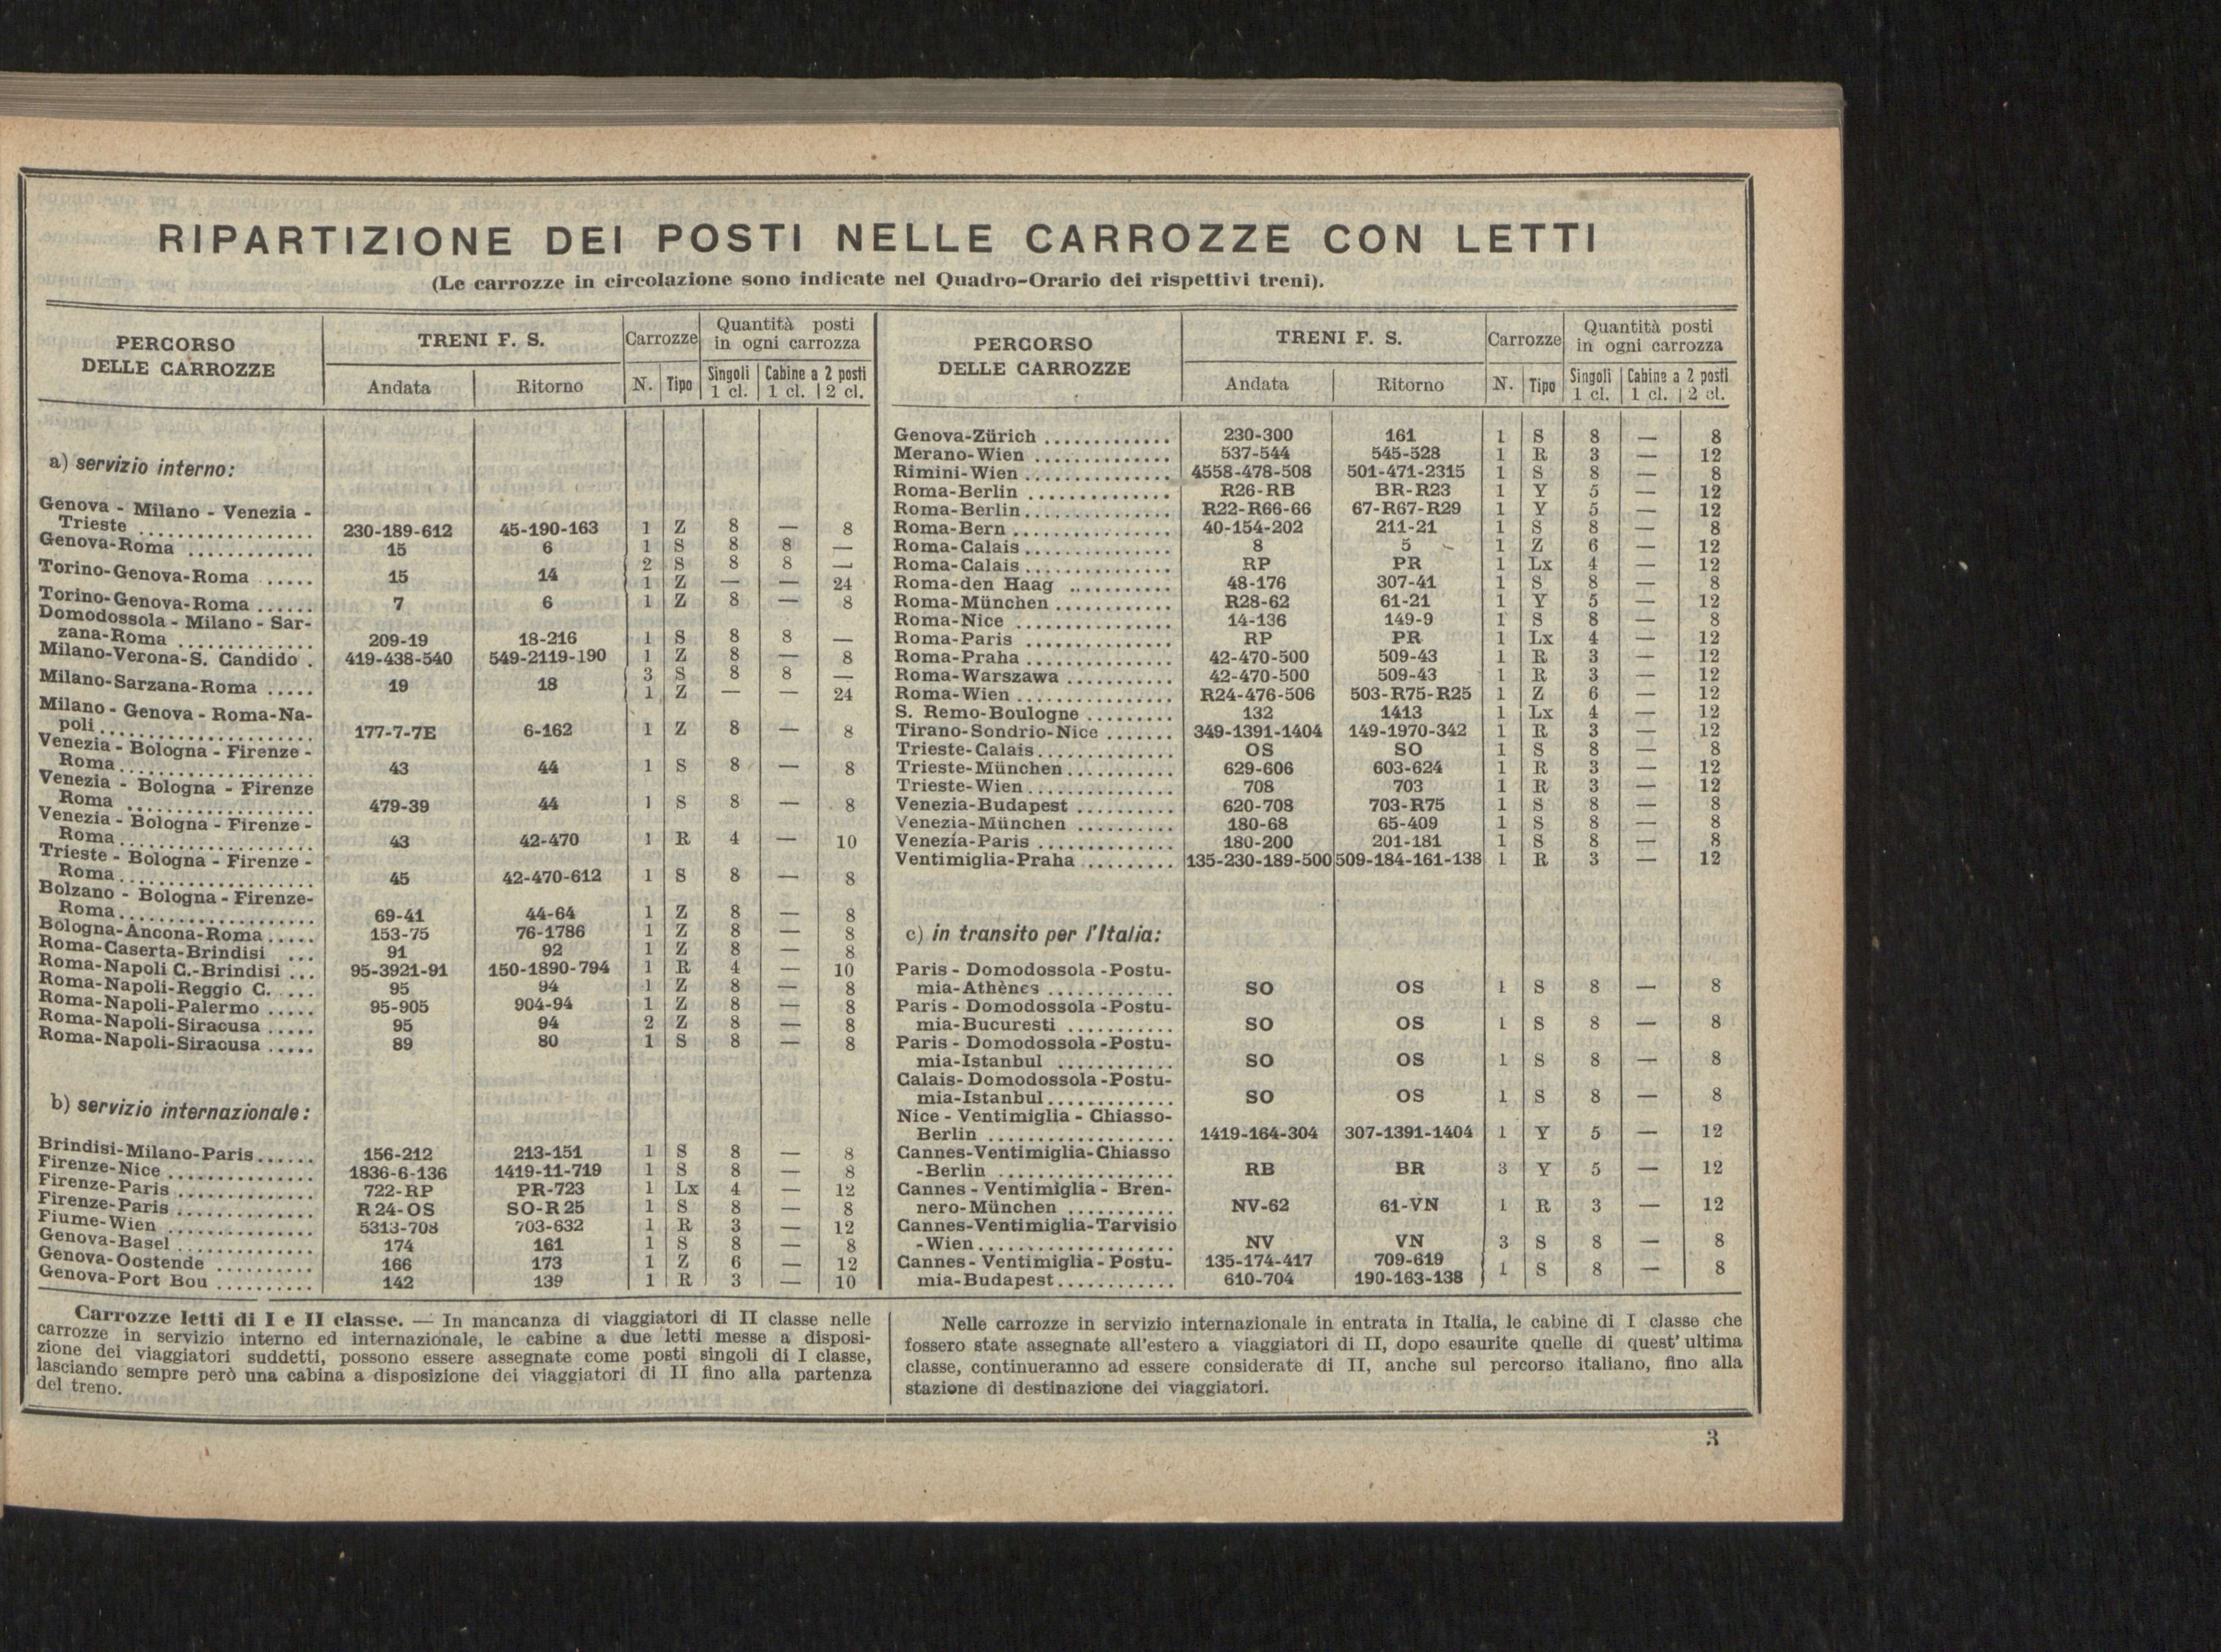 RIPARTIZIONE DEI POSTI NELLE CARROZZE CON LETTI
(Le carrozze in circolazione sono indicate nel Quadro-Orario dei rispettivi treni).
PERCORSO DELLE CARROZZE | TRENI F. S. | Carrozze | Quantità posti in ogni carrozza
Andata | Ritorno | N. | Tipo | Singoli 1 cl. | Cabine a 2 posti 1 cl. | 2 cl.
a) servizio interno:
Genova - Milano - Venezia -
Trieste .................. 230-189-612 45-190-163 1 Z 8 — 8
Genova-Roma ............. 15 6 1 S 8 8 —
Torino-Genova-Roma ..... 15 14 2 S 8 8 —
1 Z — — 24
Torino-Genova-Roma ...... 7 6 1 Z 8 — 8
Domodossola - Milano - Sar-
zana-Roma .............. 209-19 18-216 1 S 8 8 —
Milano-Verona-S. Candido . 419-438-540 549-2119-190 1 Z 8 — 8
Milano-Sarzana-Roma ..... 19 18 3 S 8 8 —
1 Z — — 24
Milano - Genova - Roma-Na-
poli ...................... 177-7-7E 6-162 1 Z 8 — 8
Venezia - Bologna - Firenze -
Roma .................... 43 44 1 S 8 — 8
Venezia - Bologna - Firenze
Roma ................... 479-39 44 1 S 8 — 8
Venezia - Bologna - Firenze -
Roma .................... 43 42-470 1 R 4 — 10
Trieste - Bologna - Firenze -
Roma .................... 45 42-470-612 1 S 8 — 8
Bolzano - Bologna - Firenze-
Roma .................... 69-41 44-64 1 Z 8 — 8
Bologna-Ancona-Roma ..... 153-75 76-1786 1 Z 8 — 8
Roma-Caserta-Brindisi ... 91 92 1 Z 8 — 8
Roma-Napoli C.-Brindisi ... 95-3921-91 150-1890-794 1 R 4 — 10
Roma-Napoli-Reggio C. .... 95 94 1 Z 8 — 8
Roma-Napoli-Palermo ..... 95-905 904-94 1 Z 8 — 8
Roma-Napoli-Siracusa ..... 95 94 2 Z 8 — 8
Roma-Napoli-Siracusa ..... 89 80 1 S 8 — 8
b) servizio internazionale:
Brindisi-Milano-Paris ...... 156-212 213-151 1 S 8 — 8
Firenze-Nice ............... 1836-6-136 1419-11-719 1 S 8 — 8
Firenze-Paris .............. 722-RP PR-723 1 Lx 4 — 12
Firenze-Paris .............. R 24-OS SO-R 25 1 S 8 — 8
Fiume-Wien ............... 5313-708 703-632 1 R 3 — 12
Genova-Basel .............. 174 161 1 S 8 — 8
Genova-Oostende .......... 166 173 1 Z 6 — 12
Genova-Port Bou .......... 142 139 1 R 3 — 10
PERCORSO DELLE CARROZZE | TRENI F. S. | Carrozze | Quantità posti in ogni carrozza
Andata | Ritorno | N. | Tipo | Singoli 1 cl. | Cabine a 2 posti 1 cl. | 2 cl.
Genova-Zürich ............. 230-300 161 1 S 8 — 8
Merano-Wien .............. 537-544 545-528 1 R 3 — 12
Rimini-Wien ............... 4558-478-508 501-471-2315 1 S 8 — 8
Roma-Berlin ............... R26-RB BR-R23 1 Y 5 — 12
Roma-Berlin ............... R22-R66-66 67-R67-R29 1 Y 5 — 12
Roma-Bern ................ 40-154-202 211-21 1 S 8 — 8
Roma-Calais ............... 8 5 1 Z 6 — 12
Roma-Calais ............... RP PR 1 Lx 4 — 12
Roma-den Haag ........... 48-176 307-41 1 S 8 — 8
Roma-München ............ R28-62 61-21 1 Y 5 — 12
Roma-Nice ................ 14-136 149-9 1 S 8 — 8
Roma-Paris ............... RP PR 1 Lx 4 — 12
Roma-Praha ............... 42-470-500 509-43 1 R 3 — 12
Roma-Warszawa ........... 42-470-500 509-43 1 R 3 — 12
Roma-Wien ................ R24-476-506 503-R75-R25 1 Z 6 — 12
S. Remo-Boulogne ......... 132 1413 1 Lx 4 — 12
Tirano-Sondrio-Nice ....... 349-1391-1404 149-1970-342 1 R 3 — 12
Trieste-Calais .............. OS SO 1 S 8 — 8
Trieste-München ........... 629-606 603-624 1 R 3 — 12
Trieste-Wien ............... 708 703 1 R 3 — 12
Venezia-Budapest .......... 620-708 703-R75 1 S 8 — 8
Venezia-München .......... 180-68 65-409 1 S 8 — 8
Venezia-Paris .............. 180-200 201-181 1 S 8 — 8
Ventimiglia-Praha ......... 135-230-189-500 509-184-161-138 1 R 3 — 12
c) in transito per l'Italia:
Paris - Domodossola -Postu-
mia-Athènes ............. SO OS 1 S 8 — 8
Paris - Domodossola -Postu-
mia-Bucuresti ........... SO OS 1 S 8 — 8
Paris - Domodossola -Postu-
mia-Istanbul ............ SO OS 1 S 8 — 8
Calais- Domodossola -Postu-
mia-Istanbul ............. SO OS 1 S 8 — 8
Nice - Ventimiglia - Chiasso-
Berlin ................... 1419-164-304 307-1391-1404 1 Y 5 — 12
Cannes-Ventimiglia-Chiasso
-Berlin .................. RB BR 3 Y 5 — 12
Cannes - Ventimiglia - Bren-
nero-München ........... NV-62 61-VN 1 R 3 — 12
Cannes-Ventimiglia-Tarvisio
-Wien .................... NV VN 3 S 8 — 8
Cannes - Ventimiglia - Postu- 135-174-417 709-619
mia-Budapest ............ 610-704 190-163-138 1 S 8 — 8
Carrozze letti di I e II classe. — In mancanza di viaggiatori di II classe nelle
carrozze in servizio interno ed internazionale, le cabine a due letti messe a disposi-
zione dei viaggiatori suddetti, possono essere assegnate come posti singoli di I classe,
lasciando sempre però una cabina a disposizione dei viaggiatori di II fino alla partenza
del treno.
Nelle carrozze in servizio internazionale in entrata in Italia, le cabine di I classe che
fossero state assegnate all'estero a viaggiatori di II, dopo esaurite quelle di quest' ultima
classe, continueranno ad essere considerate di II, anche sul percorso italiano, fino alla
stazione di destinazione dei viaggiatori.
3